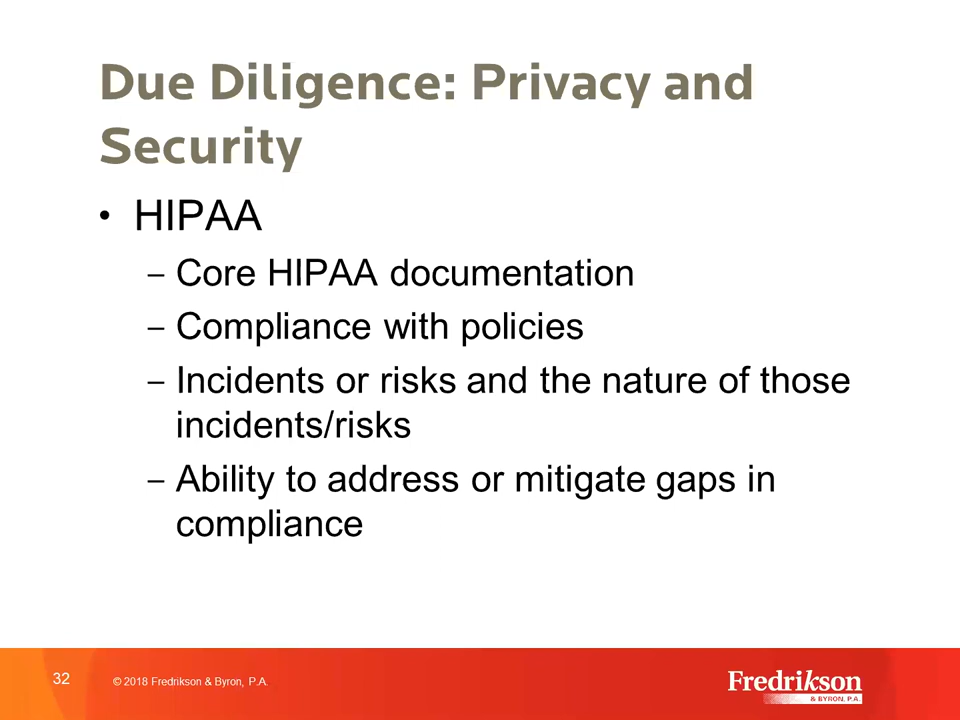 Due Diligence: Privacy and
Security
• HIPAA
– Core HIPAA documentation
– Compliance with policies
– Incidents or risks and the nature of those
incidents/risks
– Ability to address or mitigate gaps in
compliance
32
© 2018 Fredrikson & Byron, P.A.
Fredrikson
& BYRON, P.A.